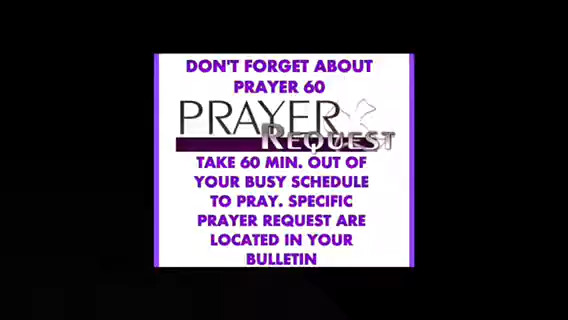 DON'T FORGET ABOUT
PRAYER 60
PRAYER
REQUEST
TAKE 60 MIN. OUT OF
YOUR BUSY SCHEDULE
TO PRAY. SPECIFIC
PRAYER REQUEST ARE
LOCATED IN YOUR
BULLETIN